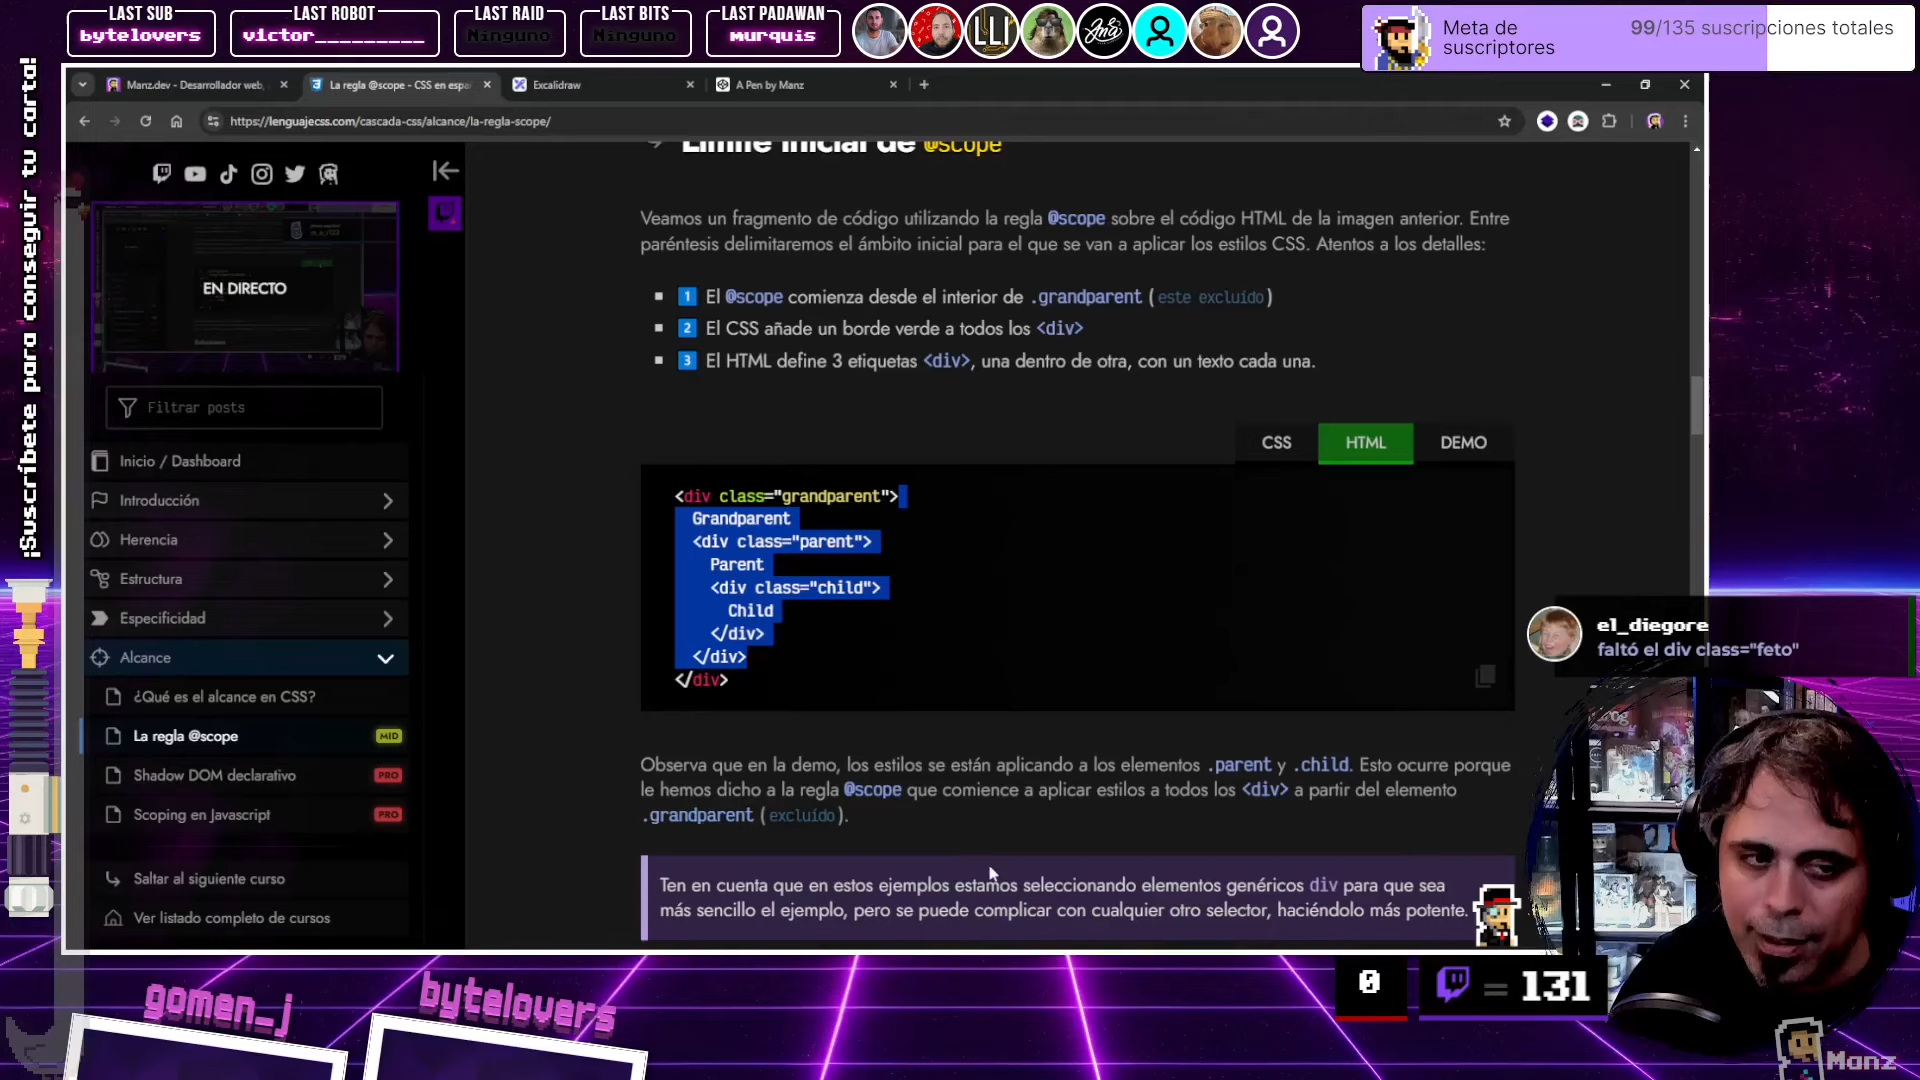 LAST SUB
bytelovers
LAST ROBOT
victor_________
LAST RAID
Ninguno
LAST BITS
Ninguno
LAST PADAWAN
murquis
Meta de suscriptores
99/135 suscripciones totales
¡Suscríbete para conseguir tu carta!
Manz.dev - Desarrollador web,
La regla @scope - CSS en espa
Excalidraw
A Pen by Manz
https://lenguajecss.com/cascada-css/alcance/la-regla-scope/
EN DIRECTO
Filtrar posts
Inicio / Dashboard
Introducción
Herencia
Estructura
Especificidad
Alcance
¿Qué es el alcance en CSS?
La regla @scope MID
Shadow DOM declarativo PRO
Scoping en Javascript PRO
Saltar al siguiente curso
Ver listado completo de cursos
Límite inicial de @scope
Veamos un fragmento de código utilizando la regla @scope sobre el código HTML de la imagen anterior. Entre
paréntesis delimitaremos el ámbito inicial para el que se van a aplicar los estilos CSS. Atentos a los detalles:
1 El @scope comienza desde el interior de .grandparent (este excluído)
2 El CSS añade un borde verde a todos los <div>
3 El HTML define 3 etiquetas <div>, una dentro de otra, con un texto cada una.
CSS HTML DEMO
<div class="grandparent">
Grandparent
<div class="parent">
Parent
<div class="child">
Child
</div>
</div>
</div>
Observa que en la demo, los estilos se están aplicando a los elementos .parent y .child. Esto ocurre porque
le hemos dicho a la regla @scope que comience a aplicar estilos a todos los <div> a partir del elemento
.grandparent (excluído).
Ten en cuenta que en estos ejemplos estamos seleccionando elementos genéricos div para que sea
más sencillo el ejemplo, pero se puede complicar con cualquier otro selector, haciéndolo más potente.
el_diegore
faltó el div class="feto"
0
= 131
gomen_j
bytelovers
Manz